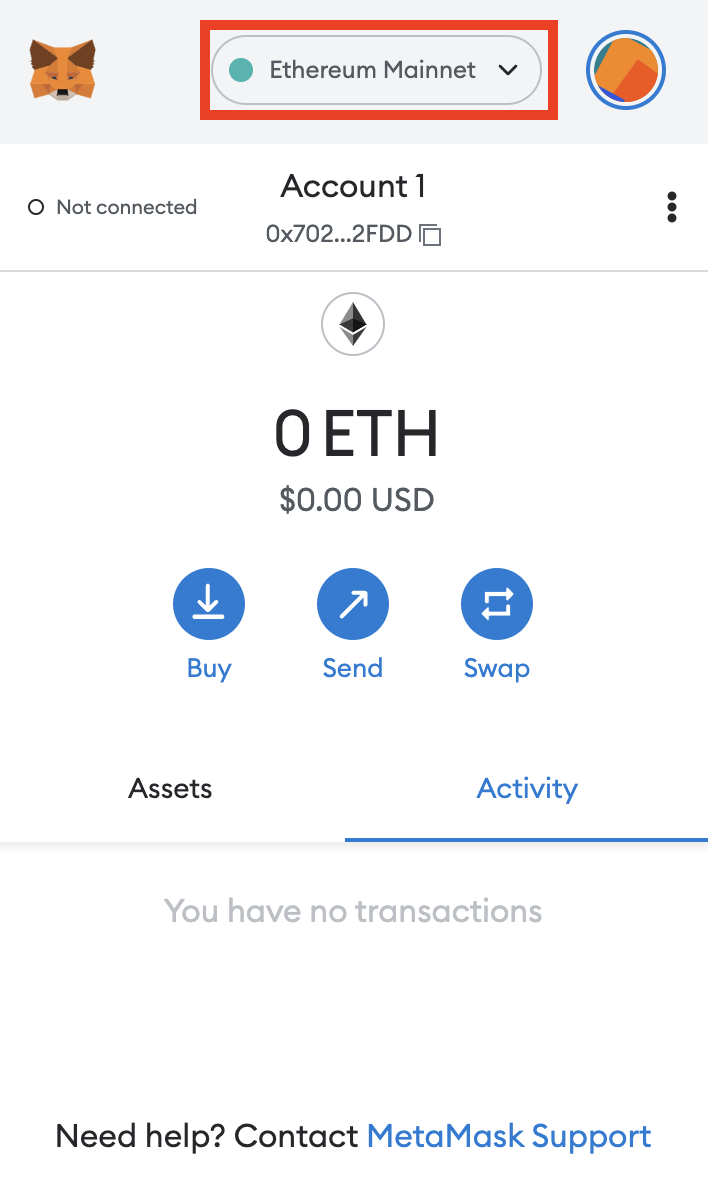 Ethereum Mainnet
Account 1
Not connected
0x702...2FDD
0 ETH
$0.00 USD
Buy Send Swap
Assets Activity
You have no transactions
Need help? Contact MetaMask Support